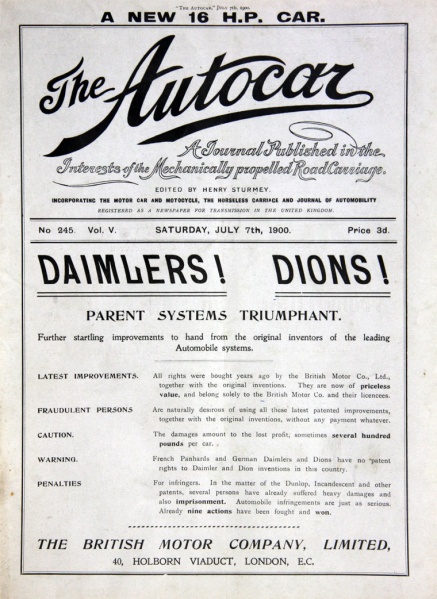 "THE AUTOCAR," JULY 7th, 1900.
A NEW 16 H.P. CAR.
The Autocar
A Journal Published in the
Interests of the Mechanically propelled Road Carriage.
EDITED BY HENRY STURMEY.
INCORPORATING THE MOTOR CAR AND MOTOCYCLE, THE HORSELESS CARRIAGE AND JOURNAL OF AUTOMOBILITY
REGISTERED AS A NEWSPAPER FOR TRANSMISSION IN THE UNITED KINGDOM.
No 245. Vol. V. SATURDAY, JULY 7th, 1900. Price 3d.
DAIMLERS! DIONS!
PARENT SYSTEMS TRIUMPHANT.
Further startling improvements to hand from the original inventors of the leading
Automobile systems.
LATEST IMPROVEMENTS. All rights were bought years ago by the British Motor Co., Ltd.,
together with the original inventions. They are now of priceless
value, and belong solely to the British Motor Co. and their licencees.
FRAUDULENT PERSONS Are naturally desirous of using all these latest patented improvements,
together with the original inventions, without any payment whatever.
CAUTION. The damages amount to the lost profit, sometimes several hundred
pounds per car.
WARNING. French Panhards and German Daimlers and Dions have no patent
rights to Daimler and Dion inventions in this country.
PENALTIES For infringers. In the matter of the Dunlop, Incandescent and other
patents, several persons have already suffered heavy damages and
also imprisonment. Automobile infringements are just as serious.
Already nine actions have been fought and won.
THE BRITISH MOTOR COMPANY, LIMITED,
40, HOLBORN VIADUCT, LONDON, E.C.